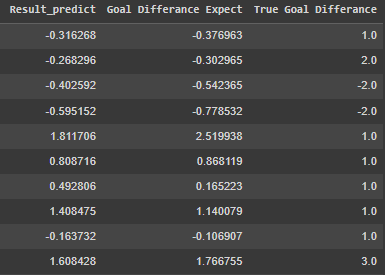 Result_predict Goal Differance Expect True Goal Differance
-0.316268 -0.376963 1.0
-0.268296 -0.302965 2.0
-0.402592 -0.542365 -2.0
-0.595152 -0.778532 -2.0
1.811706 2.519938 1.0
0.808716 0.868119 1.0
0.492806 0.165223 1.0
1.408475 1.140079 1.0
-0.163732 -0.106907 1.0
1.608428 1.766755 3.0